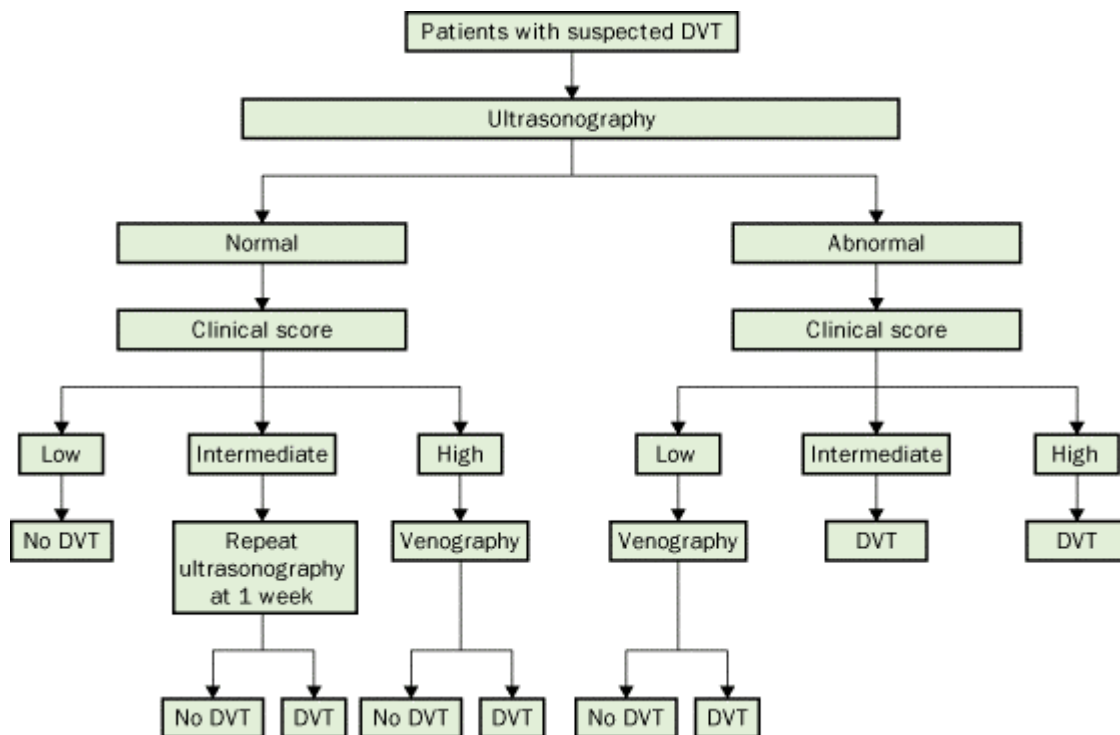 Patients with suspected DVT
Ultrasonography
Normal
Abnormal
Clinical score
Clinical score
Low
Intermediate
High
Low
Intermediate
High
No DVT
Repeat
ultrasonography
at 1 week
Venography
Venography
DVT
DVT
No DVT
DVT
No DVT
DVT
No DVT
DVT